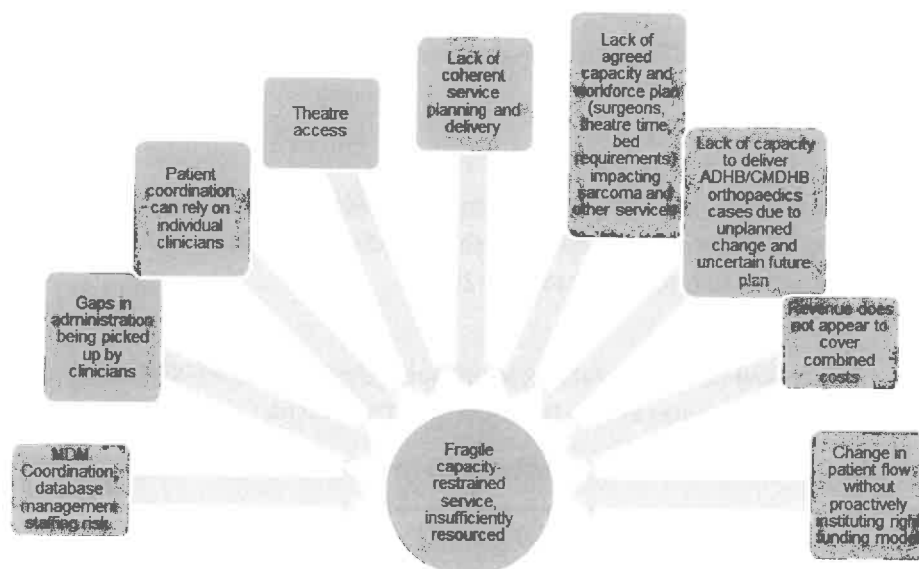 MDM
Coordination,
database
management
staffing risk
Gaps in
administration
being picked
up by
clinicians
Patient
coordination
can rely on
individual
clinicians
Theatre
access
Lack of
coherent
service
planning and
delivery
Lack of
agreed
capacity and
workforce plan
(surgeons,
theatre time,
bed
requirements)
impacting
sarcoma and
other services
Lack of capacity
to deliver
ADHB/CMDHB
orthopaedics
cases due to
unplanned
change and
uncertain future
plan
Revenue does
not appear to
cover
combined
costs
Change in
patient flow
without
proactively
instituting right
funding model
Fragile
capacity-
restrained
service,
insufficiently
resourced